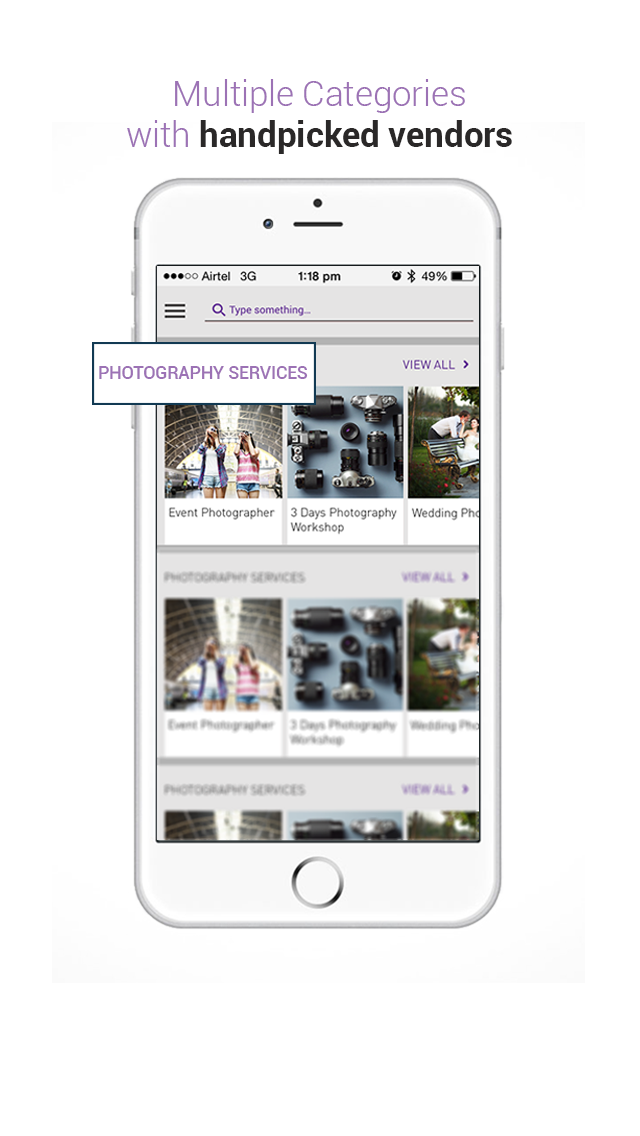 Multiple Categories
with handpicked vendors
Airtel 3G 1:18 pm 49%
Type something...
PHOTOGRAPHY SERVICES VIEW ALL
Event Photographer
3 Days Photography
Workshop
Wedding Pho
PHOTOGRAPHY SERVICES VIEW ALL
Event Photographer
3 Days Photography
Workshop
Wedding Pho
PHOTOGRAPHY SERVICES VIEW ALL